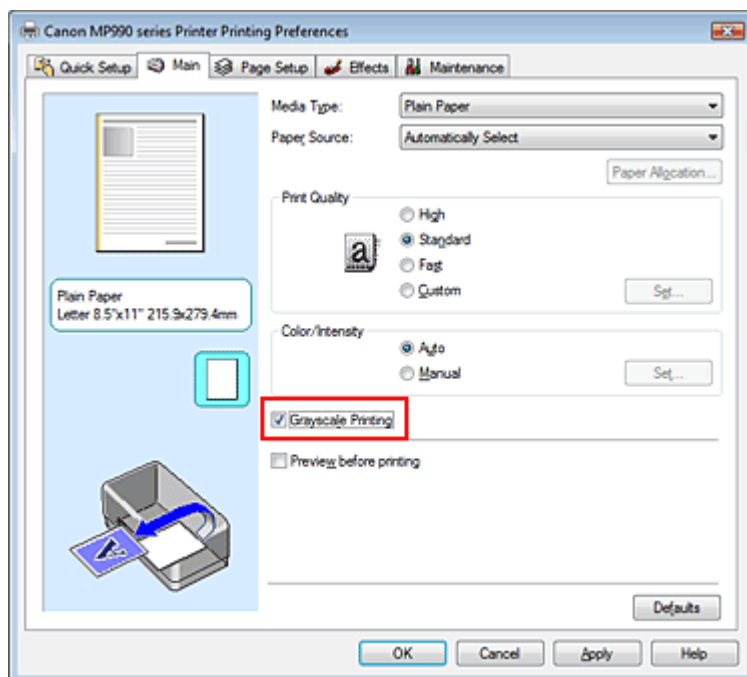 Canon MP990 series Printer Printing Preferences
Quick Setup Main Page Setup Effects Maintenance
Media Type: Plain Paper
Paper Source: Automatically Select
Paper Allocation...
Print Quality
High
a Standard
Fast
Custom Set...
Plain Paper
Letter 8.5"x11" 215.9x279.4mm
Color/Intensity
Auto
Manual Set...
Grayscale Printing
Preview before printing
Defaults
OK Cancel Apply Help